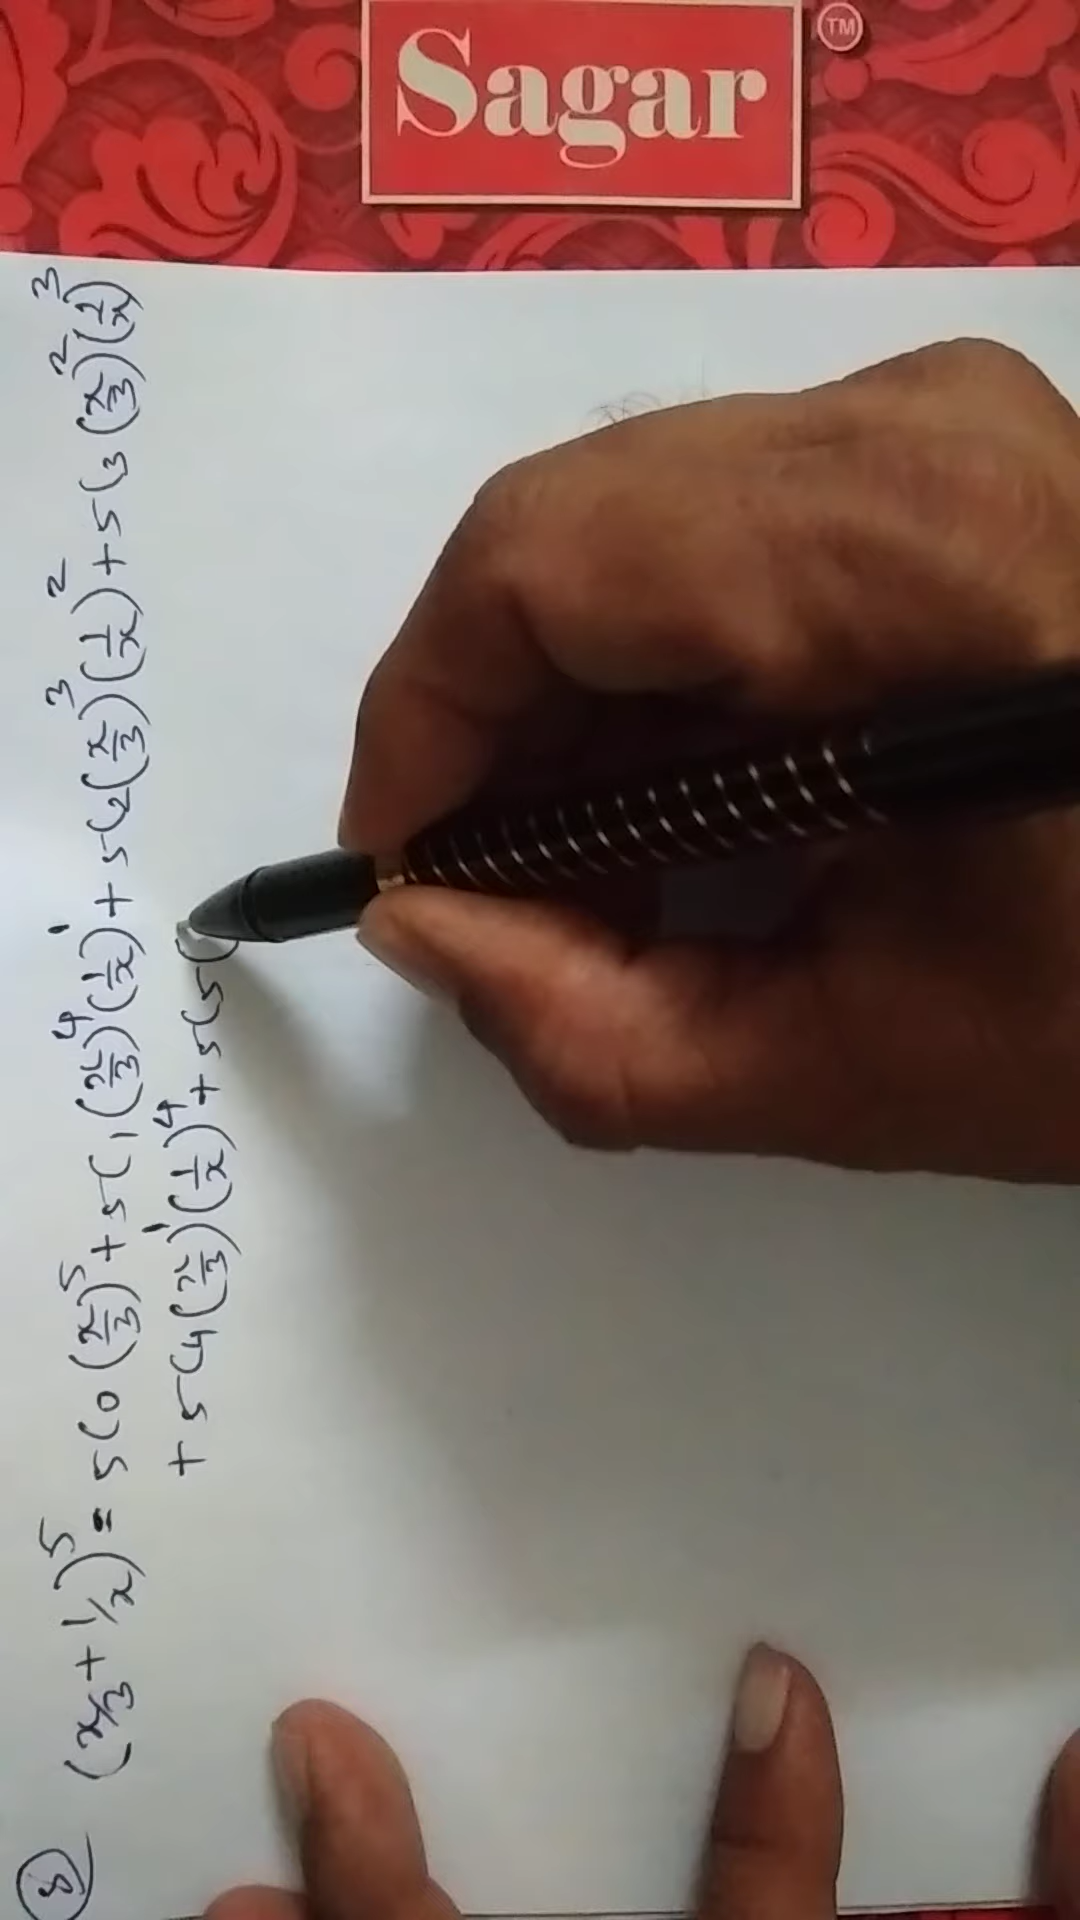 Sagar
TM
(8) (x/3 + 1/x)^5 = 5C0 (x/3)^5 + 5C1 (x/3)^4 (1/x)^1 + 5C2 (x/3)^3 (1/x)^2 + 5C3 (x/3)^2 (1/x)^3
+ 5C4 (x/3)^1 (1/x)^4 + 5C5 (